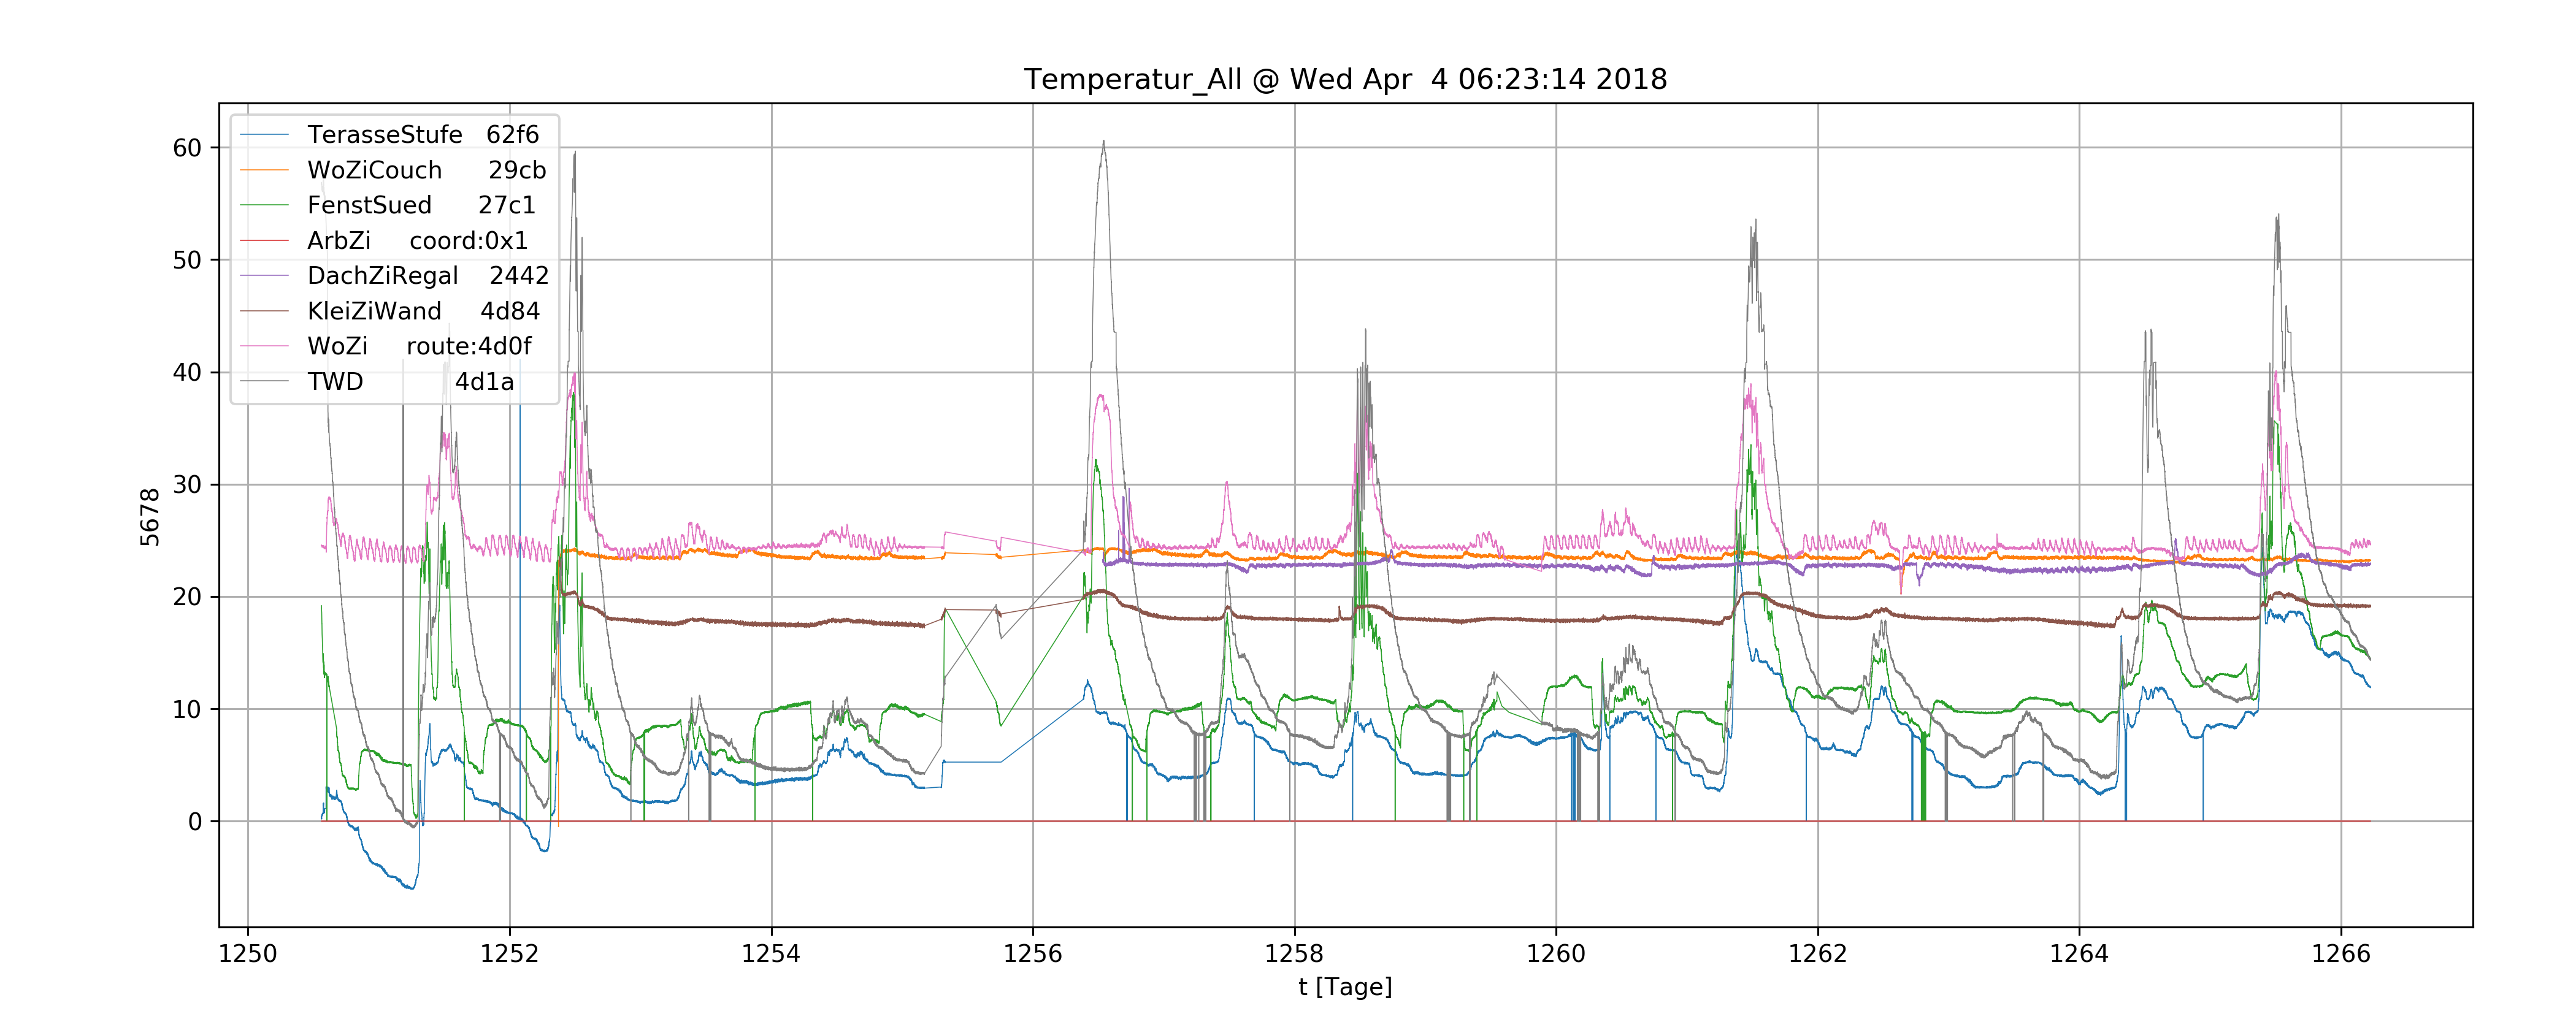 Temperatur_All @ Wed Apr  4 06:23:14 2018
60
50
40
30
20
10
0
5678
TerasseStufe   62f6
WoZiCouch      29cb
FenstSued      27c1
ArbZi     coord:0x1
DachZiRegal    2442
KleiZiWand     4d84
WoZi     route:4d0f
TWD            4d1a
1250 1252 1254 1256 1258 1260 1262 1264 1266
t [Tage]